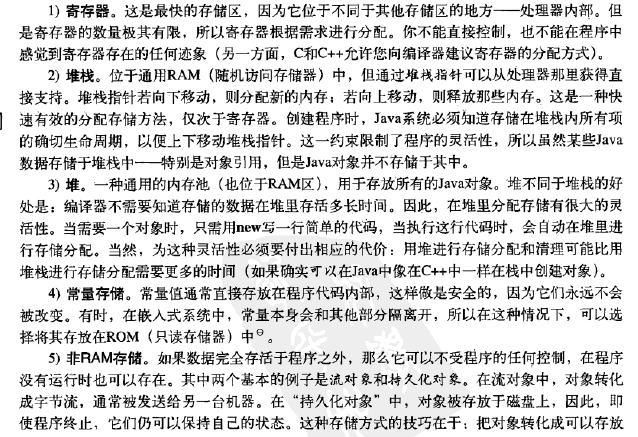 1) 寄存器。这是最快的存储区，因为它位于不同于其他存储区的地方——处理器内部。但
是寄存器的数量极其有限，所以寄存器根据需求进行分配。你不能直接控制，也不能在程序中
感觉到寄存器存在的任何迹象（另一方面，C和C++允许您向编译器建议寄存器的分配方式）。
2) 堆栈。位于通用RAM（随机访问存储器）中，但通过堆栈指针可以从处理器那里获得直
接支持。堆栈指针若向下移动，则分配新的内存；若向上移动，则释放那些内存。这是一种快
速有效的分配存储方法，仅次于寄存器。创建程序时，Java系统必须知道存储在堆栈内所有项
的确切生命周期，以便上下移动堆栈指针。这一约束限制了程序的灵活性，所以虽然某些Java
数据存储于堆栈中——特别是对象引用，但是Java对象并不存储于其中。
3) 堆。一种通用的内存池（也位于RAM区），用于存放所有的Java对象。堆不同于堆栈的好
处是：编译器不需要知道存储的数据在堆里存活多长时间。因此，在堆里分配存储有很大的灵
活性。当需要一个对象时，只需用new写一行简单的代码，当执行这行代码时，会自动在堆里进
行存储分配。当然，为这种灵活性必须要付出相应的代价：用堆进行存储分配和清理可能比用
堆栈进行存储分配需要更多的时间（如果确实可以在Java中像在C++中一样在栈中创建对象）。
4) 常量存储。常量值通常直接存放在程序代码内部，这样做是安全的，因为它们永远不会
被改变。有时，在嵌入式系统中，常量本身会和其他部分隔离开，所以在这种情况下，可以选
择将其存放在ROM（只读存储器）中⊖。
5) 非RAM存储。如果数据完全存活于程序之外，那么它可以不受程序的任何控制，在程序
没有运行时也可以存在。其中两个基本的例子是流对象和持久化对象。在流对象中，对象转化
成字节流，通常被发送给另一台机器。在“持久化对象”中，对象被存放于磁盘上，因此，即
使程序终止，它们仍可以保持自己的状态。这种存储方式的技巧在于：把对象转化成可以存放